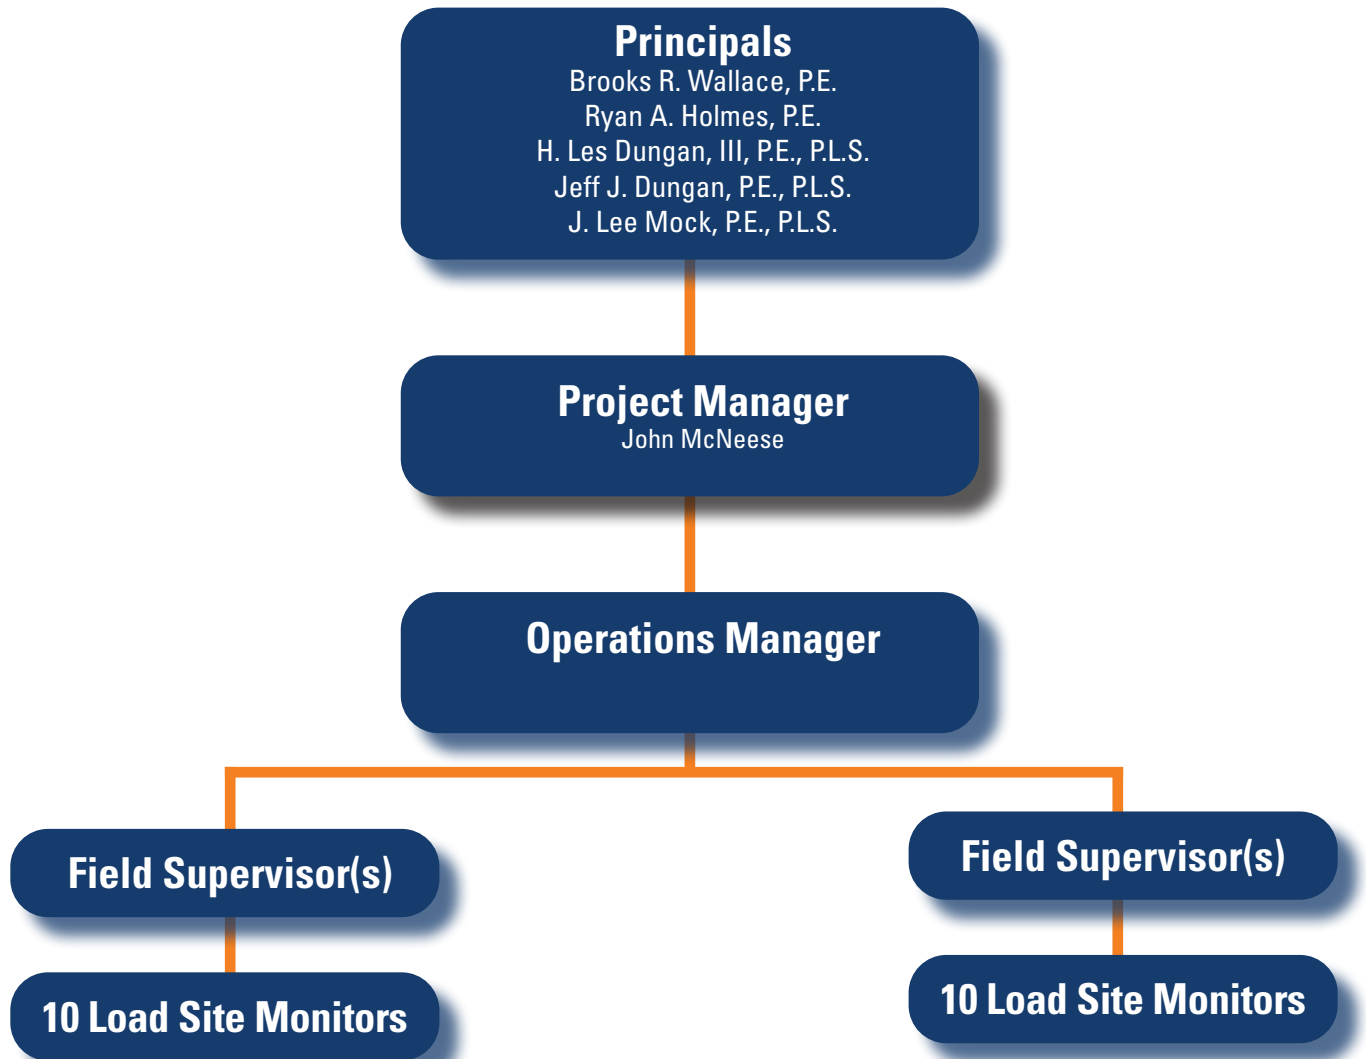 Principals
Brooks R. Wallace, P.E.
Ryan A. Holmes, P.E.
H. Les Dungan, III, P.E., P.L.S.
Jeff J. Dungan, P.E., P.L.S.
J. Lee Mock, P.E., P.L.S.
Project Manager
John McNeese
Operations Manager
Field Supervisor(s)
Field Supervisor(s)
10 Load Site Monitors
10 Load Site Monitors